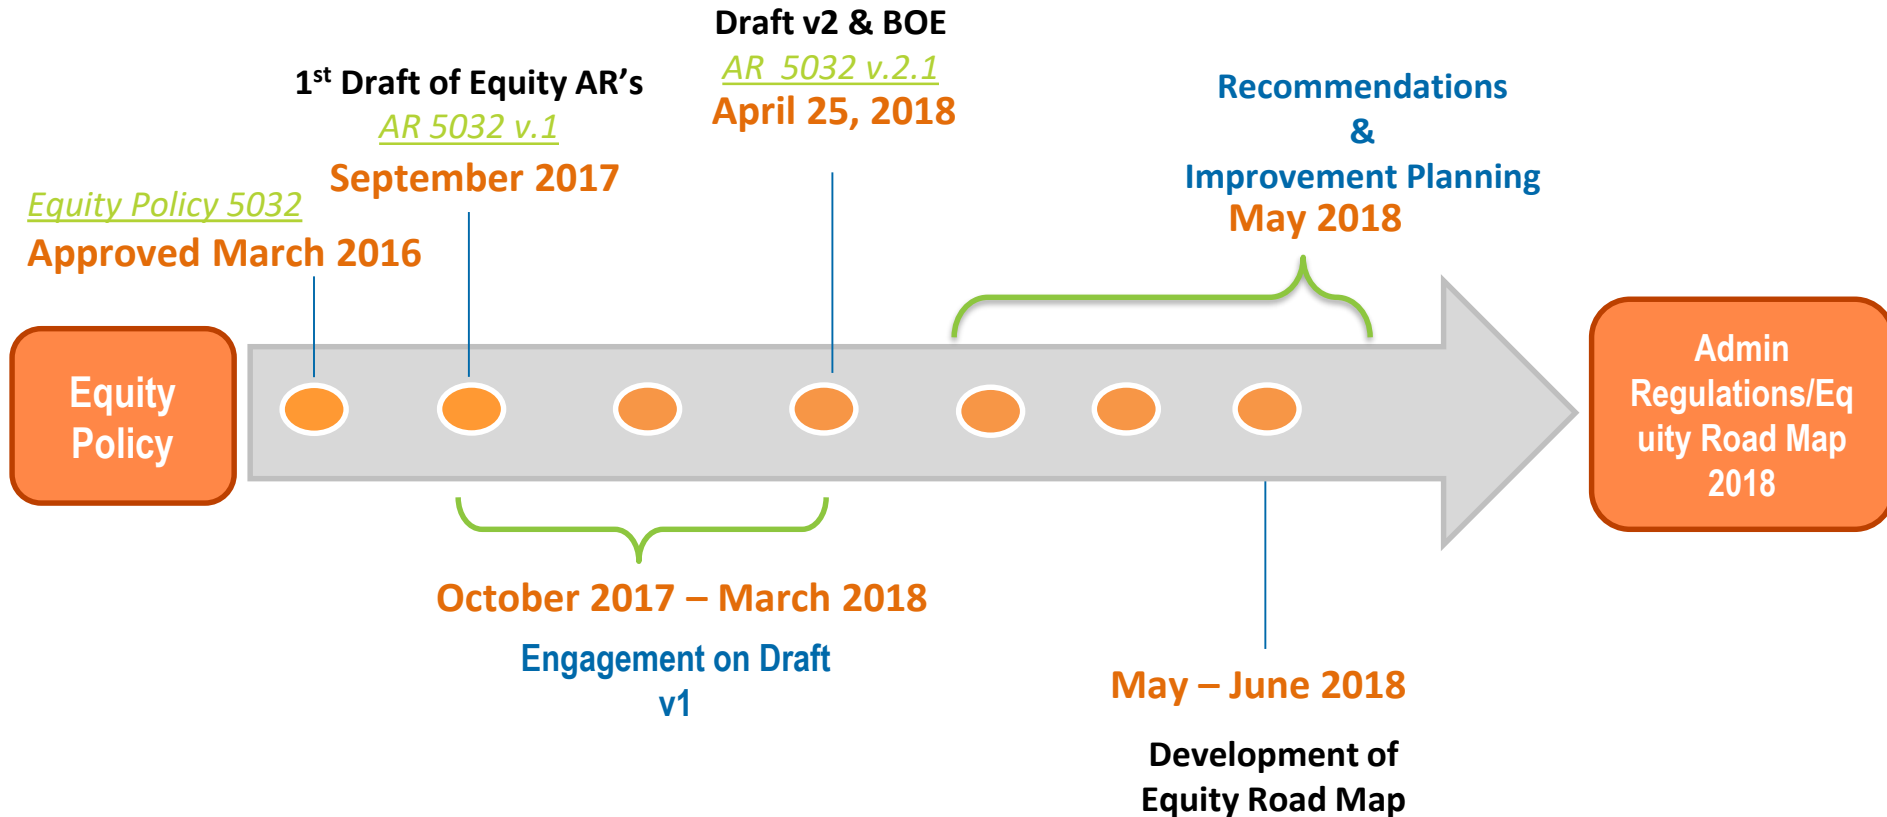 Draft v2 & BOE
AR 5032 v.2.1
April 25, 2018
1st Draft of Equity AR’s
AR 5032 v.1
September 2017
Recommendations
&
Improvement Planning
May 2018
Equity Policy 5032
Approved March 2016
Equity
Policy
Admin
Regulations/Eq
uity Road Map
2018
October 2017 – March 2018
Engagement on Draft
v1
May – June 2018
Development of
Equity Road Map